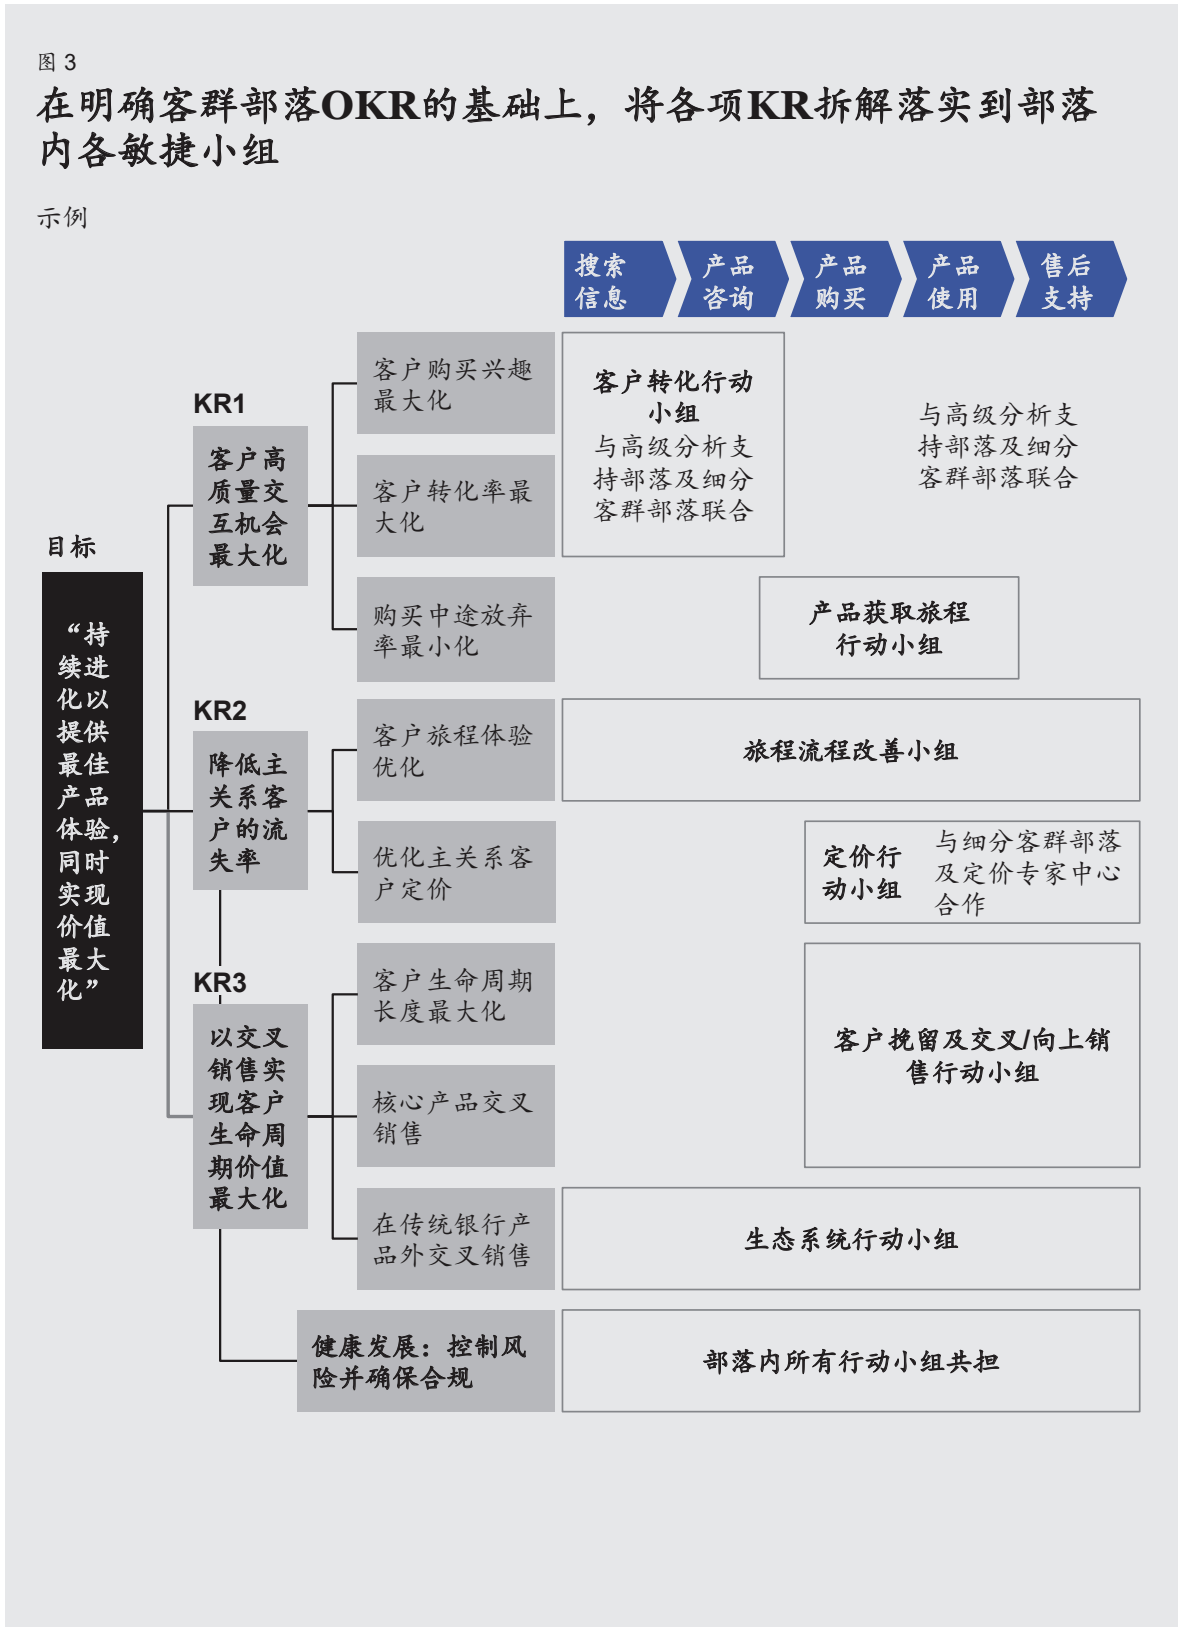 图 3
在明确客群部落OKR的基础上，将各项KR拆解落实到部落
内各敏捷小组
示例
搜索
信息
产品
咨询
产品
购买
产品
使用
售后
支持
目标
“持
续进
化以
提供
最佳
产品
体验，
同时
实现
价值
最大
化”
KR1
客户高
质量交
互机会
最大化
客户购买兴趣
最大化
客户转化率最
大化
购买中途放弃
率最小化
客户转化行动
小组
与高级分析支
持部落及细分
客群部落联合
与高级分析支
持部落及细分
客群部落联合
产品获取旅程
行动小组
KR2
降低主
关系客
户的流
失率
客户旅程体验
优化
旅程流程改善小组
优化主关系客
户定价
定价行
动小组
与细分客群部落
及定价专家中心
合作
KR3
以交叉
销售实
现客户
生命周
期价值
最大化
客户生命周期
长度最大化
核心产品交叉
销售
客户挽留及交叉/向上销
售行动小组
在传统银行产
品外交叉销售
生态系统行动小组
健康发展：控制风
险并确保合规
部落内所有行动小组共担